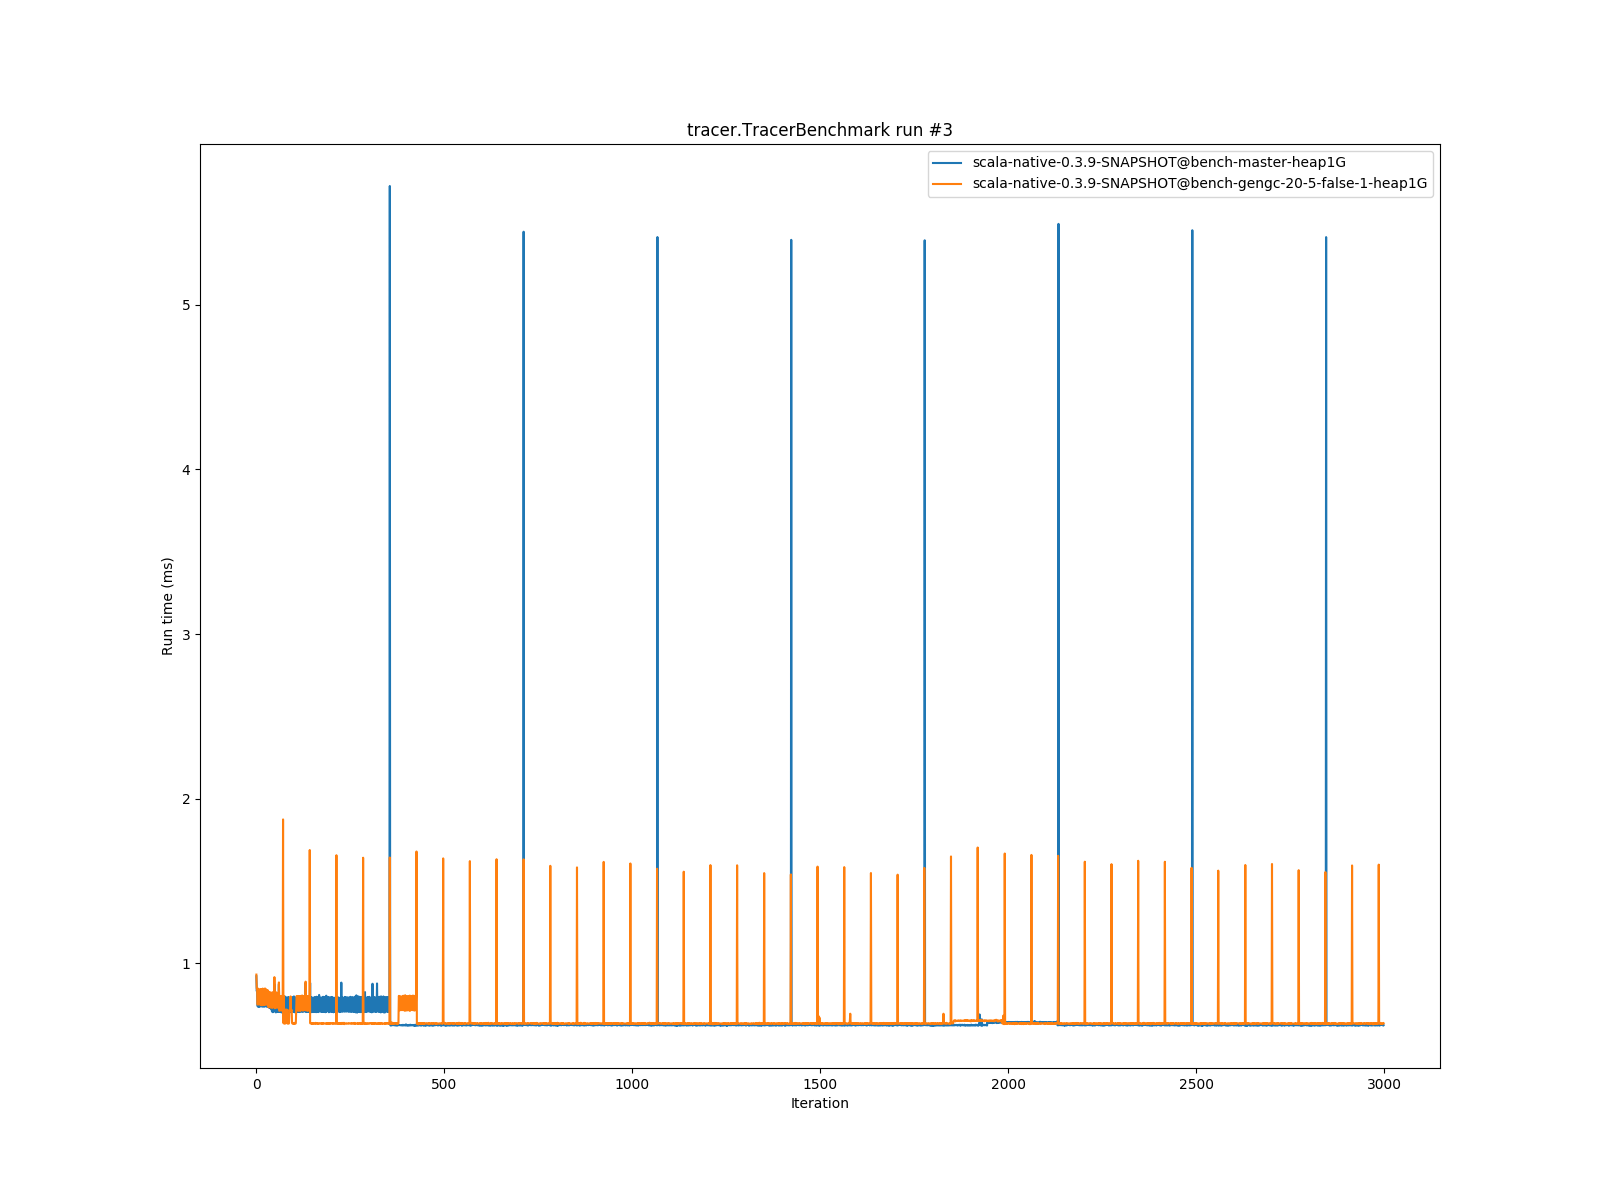 tracer.TracerBenchmark run #3
scala-native-0.3.9-SNAPSHOT@bench-master-heap1G
scala-native-0.3.9-SNAPSHOT@bench-gengc-20-5-false-1-heap1G
Run time (ms)
5
4
3
2
1
0 500 1000 1500 2000 2500 3000
Iteration